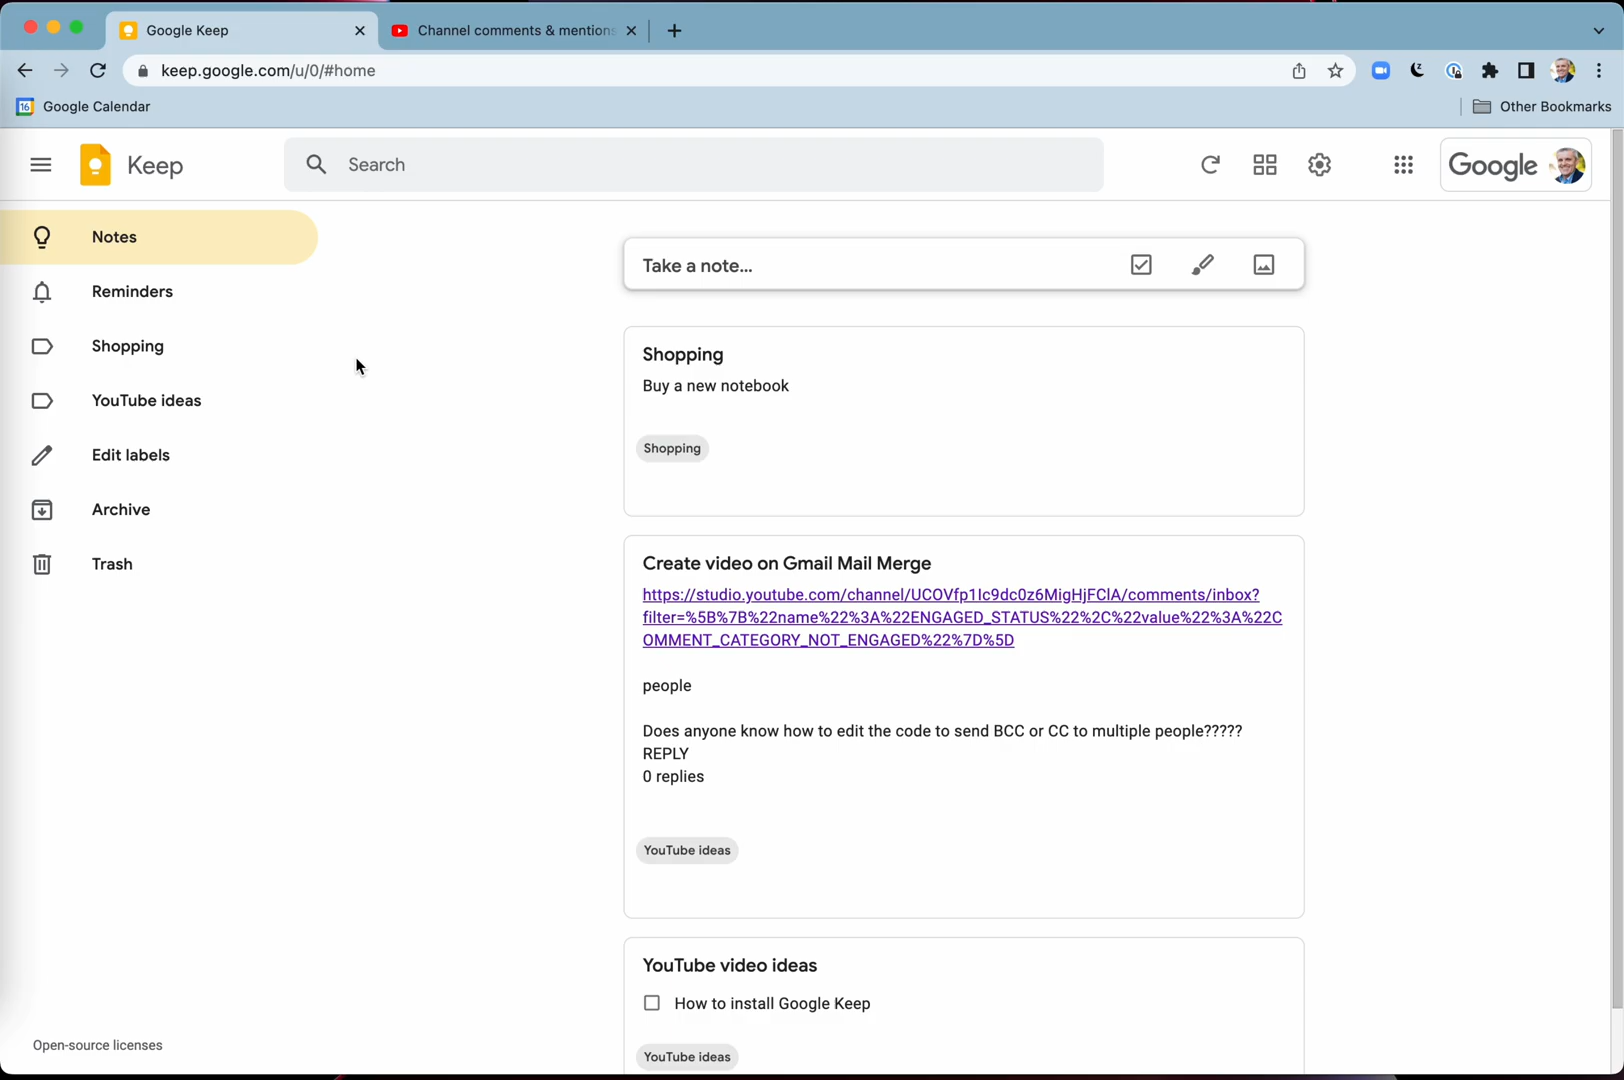 Google Keep
Channel comments & mentions
keep.google.com/u/0/#home
16 Google Calendar
Other Bookmarks
Keep
Search
Google
Notes
Reminders
Shopping
YouTube ideas
Edit labels
Archive
Trash
Take a note...
Shopping
Buy a new notebook
Shopping
Create video on Gmail Mail Merge
https://studio.youtube.com/channel/UCOVfp1Ic9dc0z6MigHjFClA/comments/inbox?
filter=%5B%7B%22name%22%3A%22ENGAGED_STATUS%22%2C%22value%22%3A%22C
OMMENT_CATEGORY_NOT_ENGAGED%22%7D%5D
people
Does anyone know how to edit the code to send BCC or CC to multiple people?????
REPLY
0 replies
YouTube ideas
YouTube video ideas
How to install Google Keep
YouTube ideas
Open-source licenses